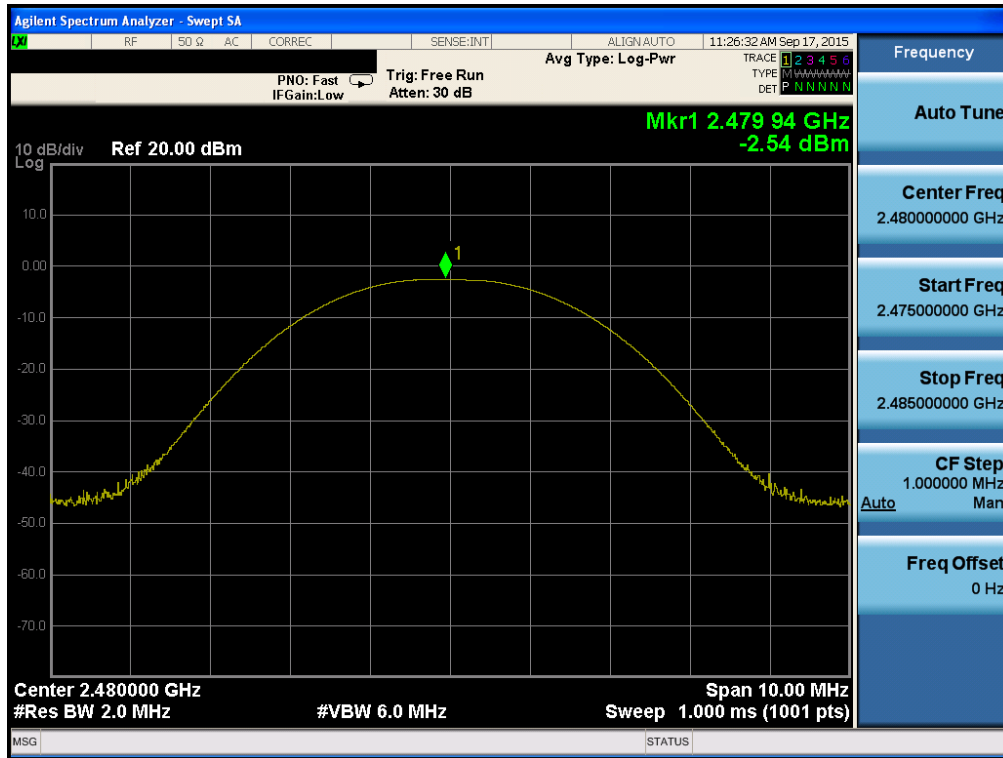 Agilent Spectrum Analyzer - Swept SA
LXI RF 50 Ω AC CORREC SENSE:INT ALIGN AUTO 11:26:32 AM Sep 17, 2015
Frequency
Avg Type: Log-Pwr
TRACE 1 2 3 4 5 6
PNO: Fast Trig: Free Run
TYPE M WWWWW
IFGain:Low Atten: 30 dB
DET P N N N N N
Auto Tune
Mkr1 2.479 94 GHz
-2.54 dBm
10 dB/div Ref 20.00 dBm
Log
Center Freq
2.480000000 GHz
10.0
1
0.00
Start Freq
2.475000000 GHz
-10.0
-20.0
Stop Freq
2.485000000 GHz
-30.0
-40.0
CF Step
1.000000 MHz
Auto Man
-50.0
-60.0
Freq Offset
0 Hz
-70.0
Center 2.480000 GHz Span 10.00 MHz
#Res BW 2.0 MHz #VBW 6.0 MHz Sweep 1.000 ms (1001 pts)
MSG STATUS